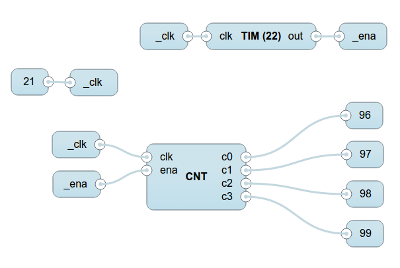 _clk clk TIM (22) out _ena
21 _clk
96
_clk clk c0
97
ena c1
_ena CNT c2
98
c3
99